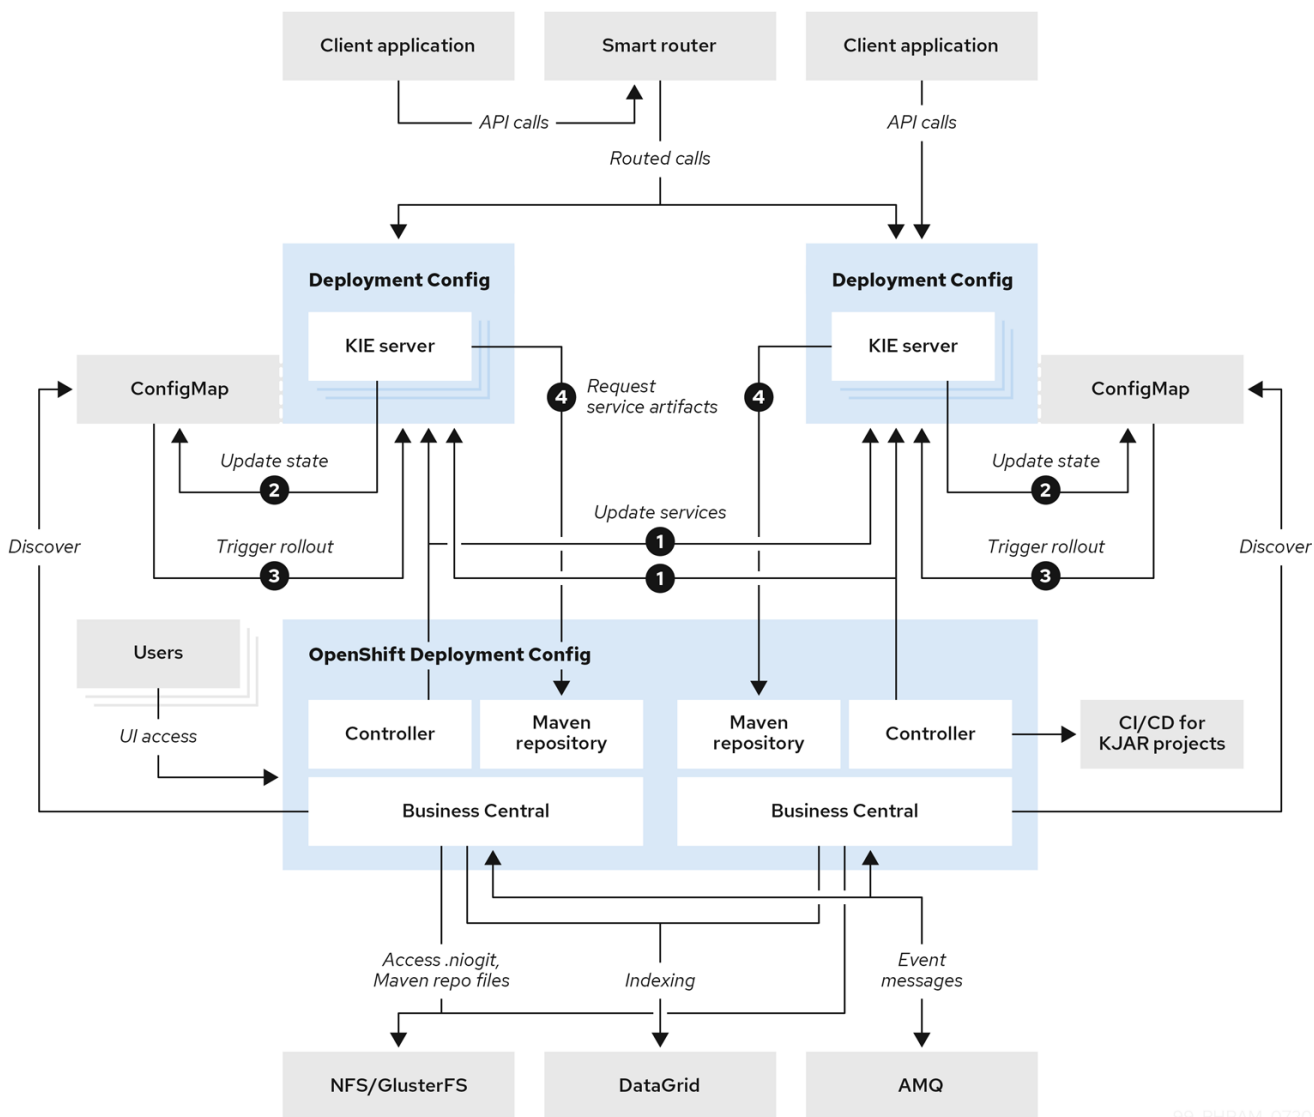 Client application
Smart router
Client application
API calls
API calls
Routed calls
Deployment Config
Deployment Config
KIE server
KIE server
ConfigMap
4
Request
service artifacts
4
ConfigMap
Update state
2
Update state
2
Update services
1
Discover
Trigger rollout
3
1
Trigger rollout
3
Discover
Users
OpenShift Deployment Config
UI access
Controller
Maven
repository
Maven
repository
Controller
CI/CD for
KJAR projects
Business Central
Business Central
Access .niogit,
Maven repo files
Indexing
Event
messages
NFS/GlusterFS
DataGrid
AMQ